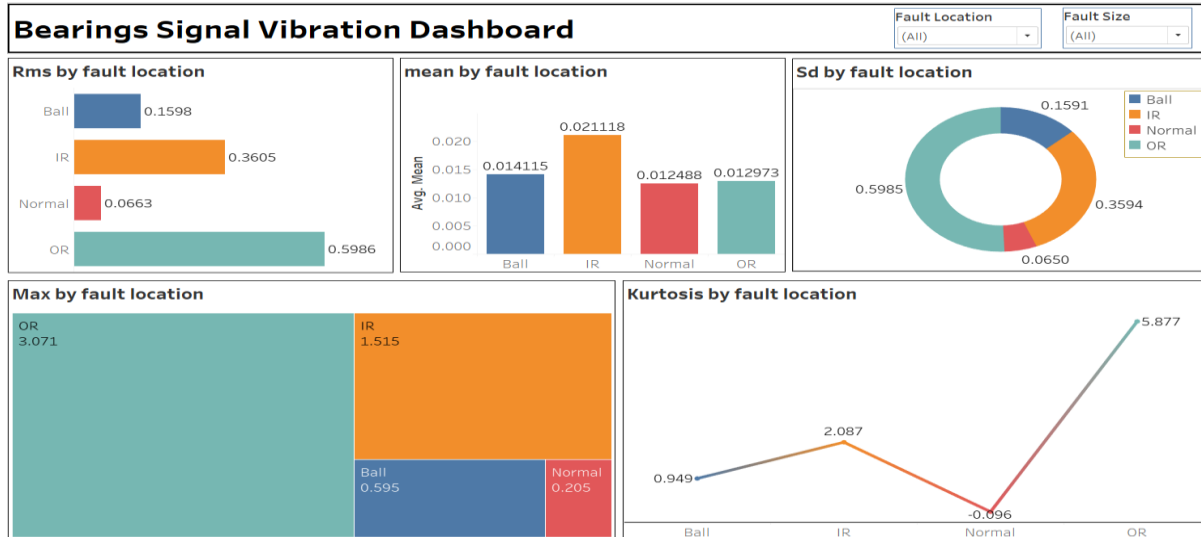 Bearings Signal Vibration Dashboard
Fault Location
(All)
Fault Size
(All)
Rms by fault location
Ball
0.1598
IR
0.3605
Normal
0.0663
OR
0.5986
mean by fault location
Avg. Mean
0.020
0.015
0.010
0.005
0.000
0.014115
0.021118
0.012488
0.012973
Ball
IR
Normal
OR
Sd by fault location
0.1591
0.3594
0.0650
0.5985
Ball
IR
Normal
OR
Max by fault location
OR
3.071
IR
1.515
Ball
0.595
Normal
0.205
Kurtosis by fault location
0.949
2.087
-0.096
5.877
Ball
IR
Normal
OR